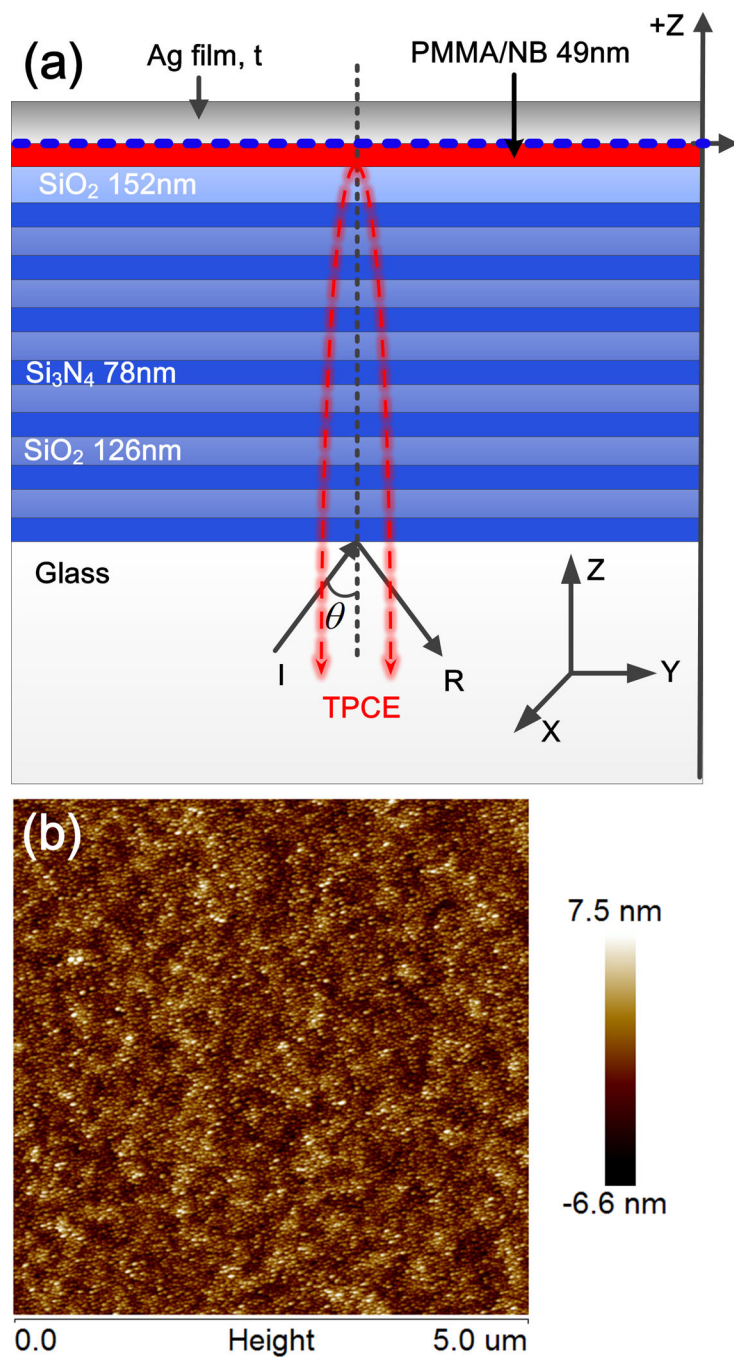 (a)
Ag film, t
PMMA/NB 49nm
+Z
SiO₂ 152nm
Si₃N₄ 78nm
SiO₂ 126nm
Glass
θ
I
R
TPCE
Z
Y
X
(b)
7.5 nm
-6.6 nm
0.0 Height 5.0 um